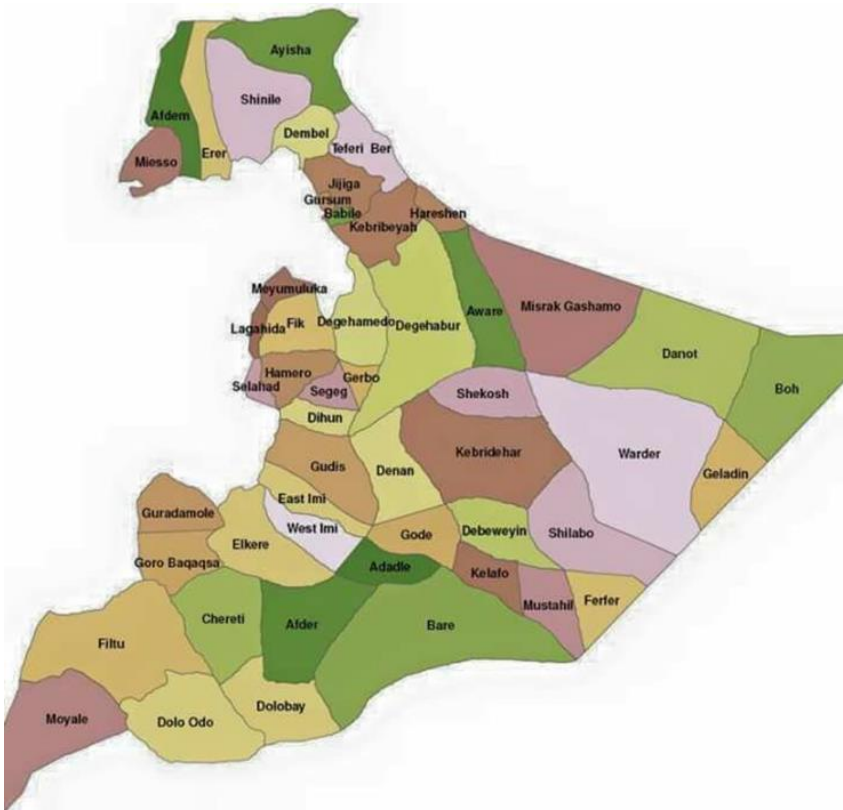 Ayisha
Shinile
Afdem
Dembel
Teferi Ber
Erer
Miesso
Jijiga
Gursum
Babile
Hareshen
Kebribeyah
Meyumuluka
Misrak Gashamo
Aware
Fik
Degehamedo
Degehabur
Lagahida
Danot
Hamero
Gerbo
Selahad
Segeg
Shekosh
Boh
Dihun
Kebridehar
Warder
Gudis
Denan
Geladin
East Imi
Guradamole
West Imi
Gode
Debeweyin
Shilabo
Elkere
Goro Baqaqsa
Adadle
Kelafo
Mustahil
Ferfer
Chereti
Afder
Bare
Filtu
Dolobay
Moyale
Dolo Odo